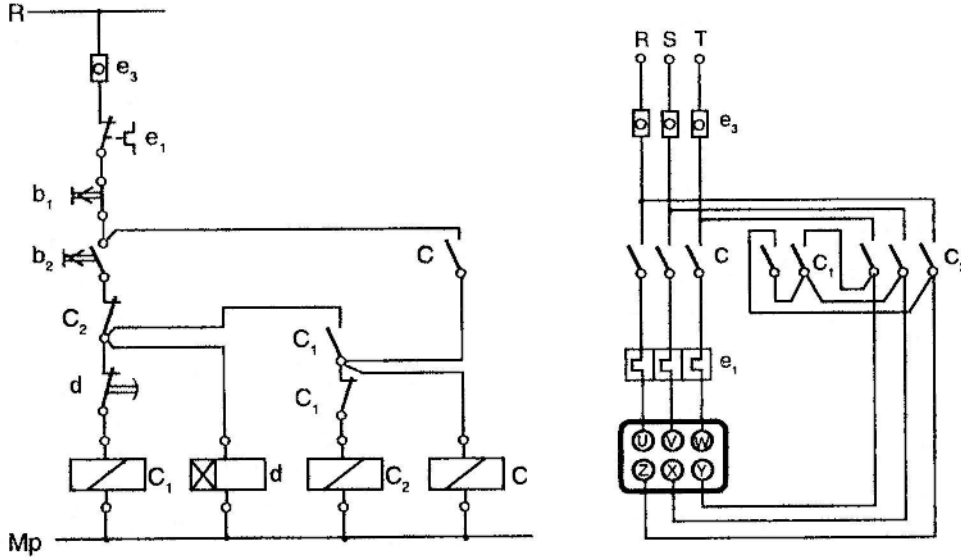 R
e₃
e₁
b₁
b₂
C
C₂
C₁
d
C₁
C₁
d
C₂
C
Mp
R S T
e₃
C
C₁
C₂
e₁
U V W
Z X Y